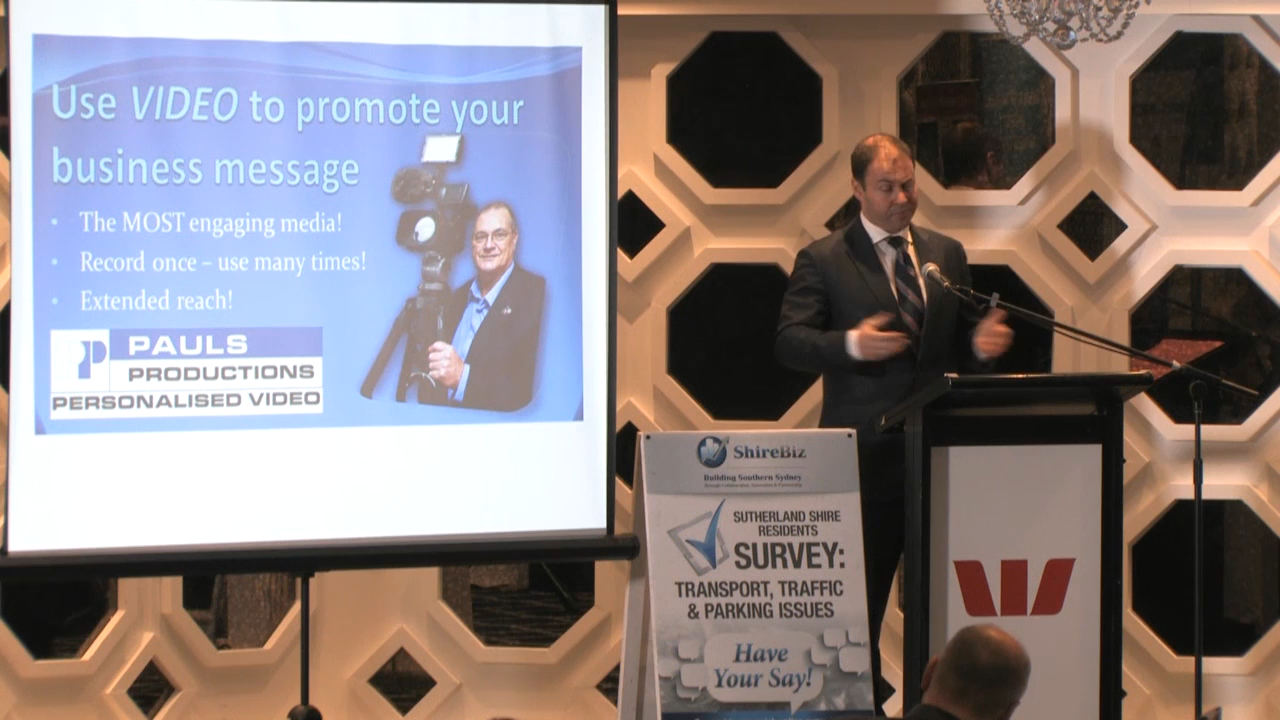 Use VIDEO to promote your
business message
• The MOST engaging media!
• Record once – use many times!
• Extended reach!
PAULS
PRODUCTIONS
PERSONALISED VIDEO
ShireBiz
Building Southern Sydney
SUTHERLAND SHIRE
RESIDENTS
SURVEY:
TRANSPORT, TRAFFIC
& PARKING ISSUES
Have
Your Say!